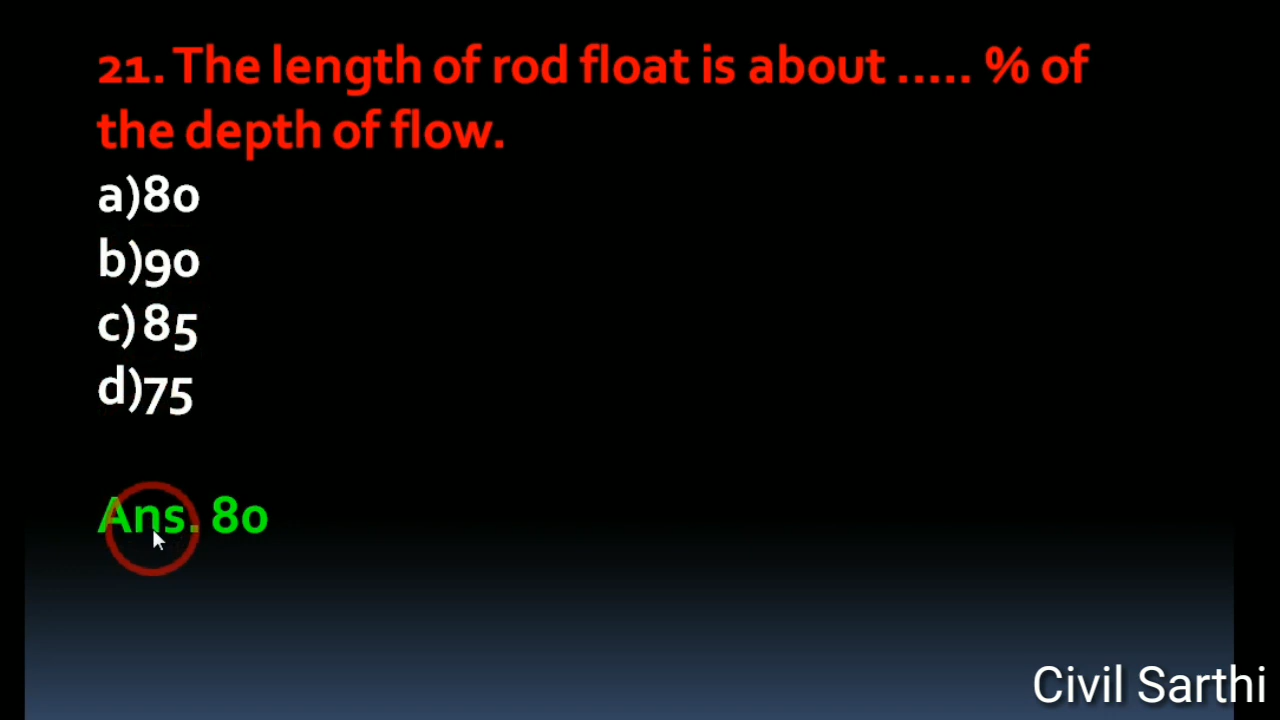 21. The length of rod float is about ..... % of
the depth of flow.
a)80
b)90
c) 85
d)75
Ans. 80
Civil Sarthi